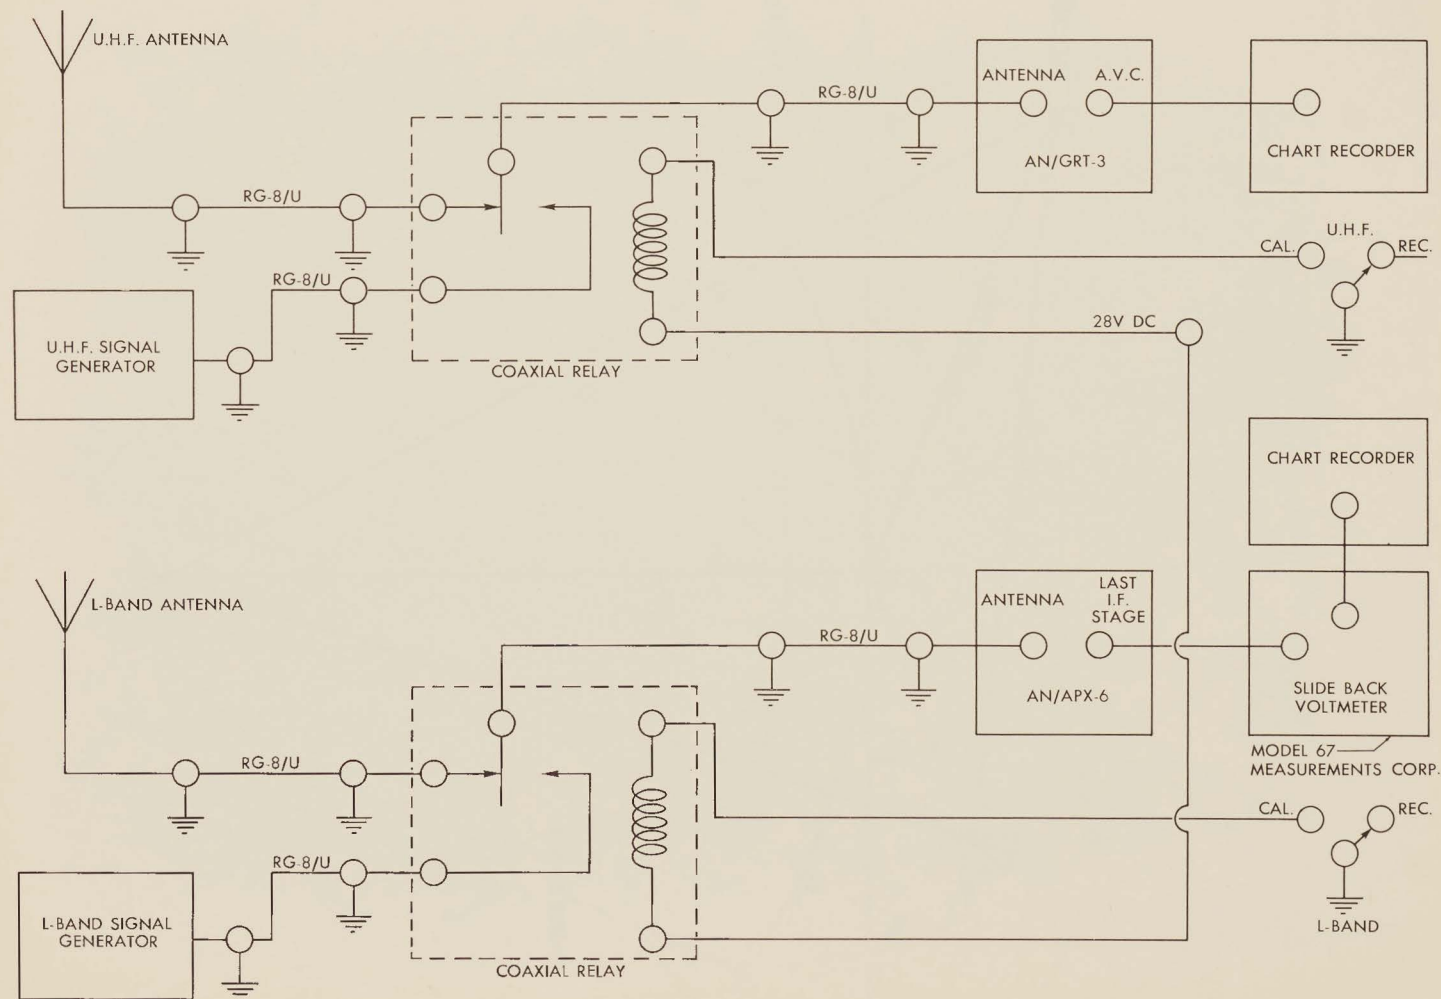 U.H.F. ANTENNA
RG-8/U
ANTENNA A.V.C.
AN/GRT-3
CHART RECORDER
RG-8/U
U.H.F.
CAL. REC.
RG-8/U
28V DC
U.H.F. SIGNAL
GENERATOR
COAXIAL RELAY
CHART RECORDER
L-BAND ANTENNA
ANTENNA
LAST
I.F.
STAGE
RG-8/U
AN/APX-6
SLIDE BACK
VOLTMETER
MODEL 67
MEASUREMENTS CORP.
RG-8/U
CAL. REC.
RG-8/U
L-BAND SIGNAL
GENERATOR
L-BAND
COAXIAL RELAY